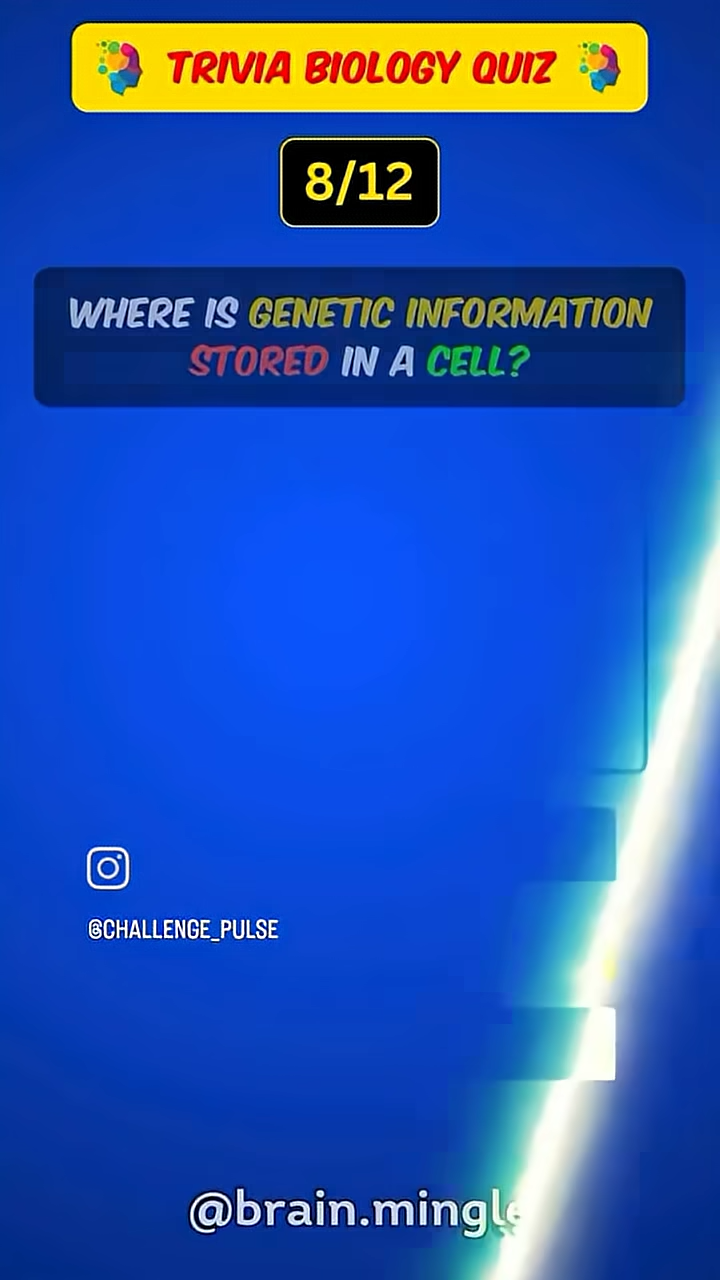 TRIVIA BIOLOGY QUIZ
8/12
WHERE IS GENETIC INFORMATION
STORED IN A CELL?
@CHALLENGE_PULSE
@brain.mingle